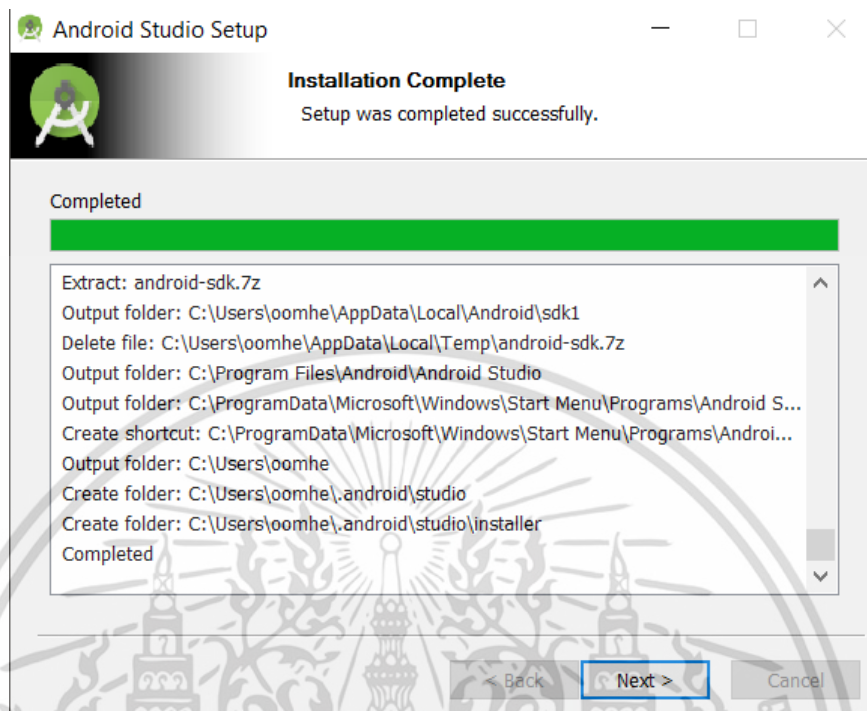 Android Studio Setup
Installation Complete
Setup was completed successfully.
Completed
Extract: android-sdk.7z
Output folder: C:\Users\oomhe\AppData\Local\Android\sdk1
Delete file: C:\Users\oomhe\AppData\Local\Temp\android-sdk.7z
Output folder: C:\Program Files\Android\Android Studio
Output folder: C:\ProgramData\Microsoft\Windows\Start Menu\Programs\Android S...
Create shortcut: C:\ProgramData\Microsoft\Windows\Start Menu\Programs\Androi...
Output folder: C:\Users\oomhe
Create folder: C:\Users\oomhe\.android\studio
Create folder: C:\Users\oomhe\.android\studio\installer
Completed
< Back Next > Cancel